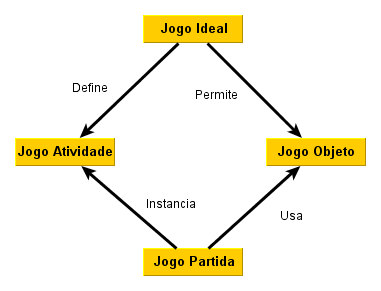 Jogo Ideal
Define
Permite
Jogo Atividade
Jogo Objeto
Instancia
Usa
Jogo Partida